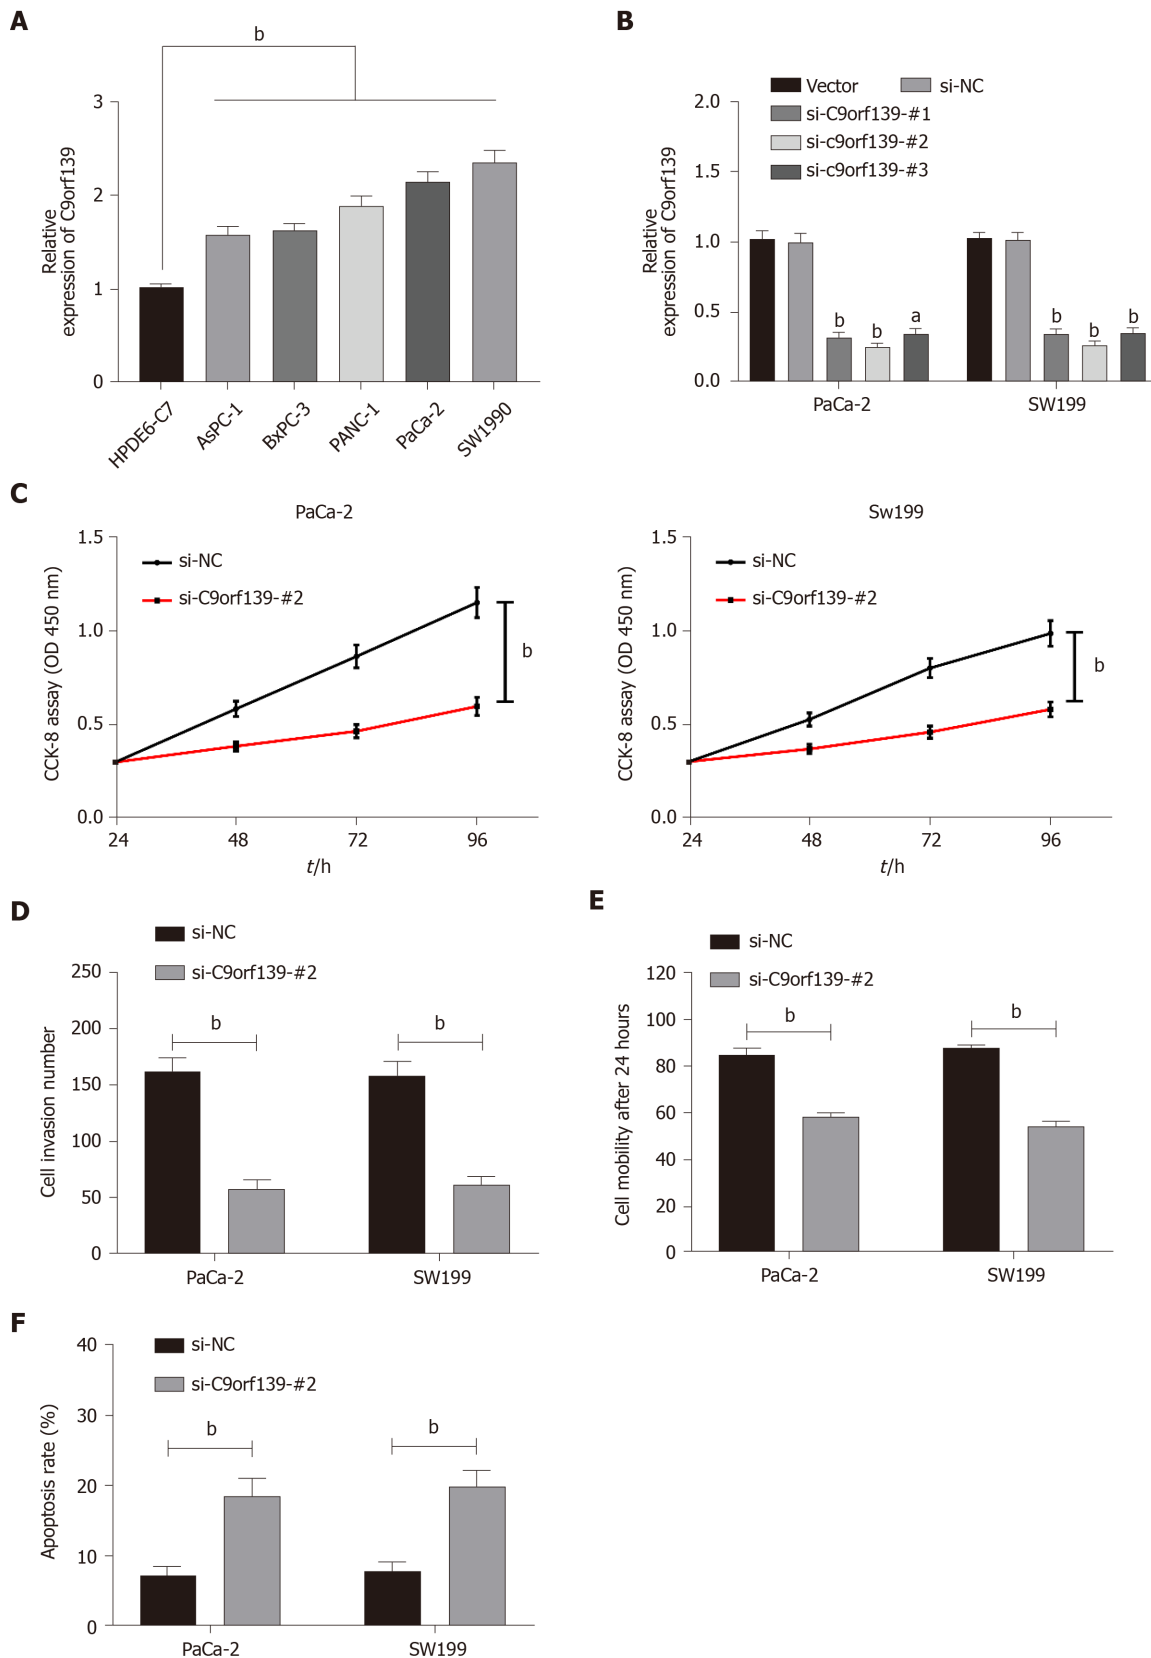 A
b
Relative
expression of C9orf139
3
2
1
0
HPDE6-C7
AsPC-1
BxPC-3
PANC-1
PaCa-2
SW1990
B
Vector
si-NC
si-C9orf139-#1
si-c9orf139-#2
si-c9orf139-#3
Relative
expression of C9orf139
2.0
1.5
1.0
0.5
0.0
b
b
a
b
b
b
PaCa-2
SW199
C
PaCa-2
si-NC
si-C9orf139-#2
CCK-8 assay (OD 450 nm)
1.5
1.0
0.5
0.0
b
24
48
72
96
t/h
Sw199
si-NC
si-C9orf139-#2
CCK-8 assay (OD 450 nm)
1.5
1.0
0.5
0.0
b
24
48
72
96
t/h
D
si-NC
si-C9orf139-#2
Cell invasion number
250
200
150
100
50
0
b
b
PaCa-2
SW199
E
si-NC
si-C9orf139-#2
Cell mobility after 24 hours
120
100
80
60
40
20
0
b
b
PaCa-2
SW199
F
si-NC
si-C9orf139-#2
Apoptosis rate (%)
40
30
20
10
0
b
b
PaCa-2
SW199